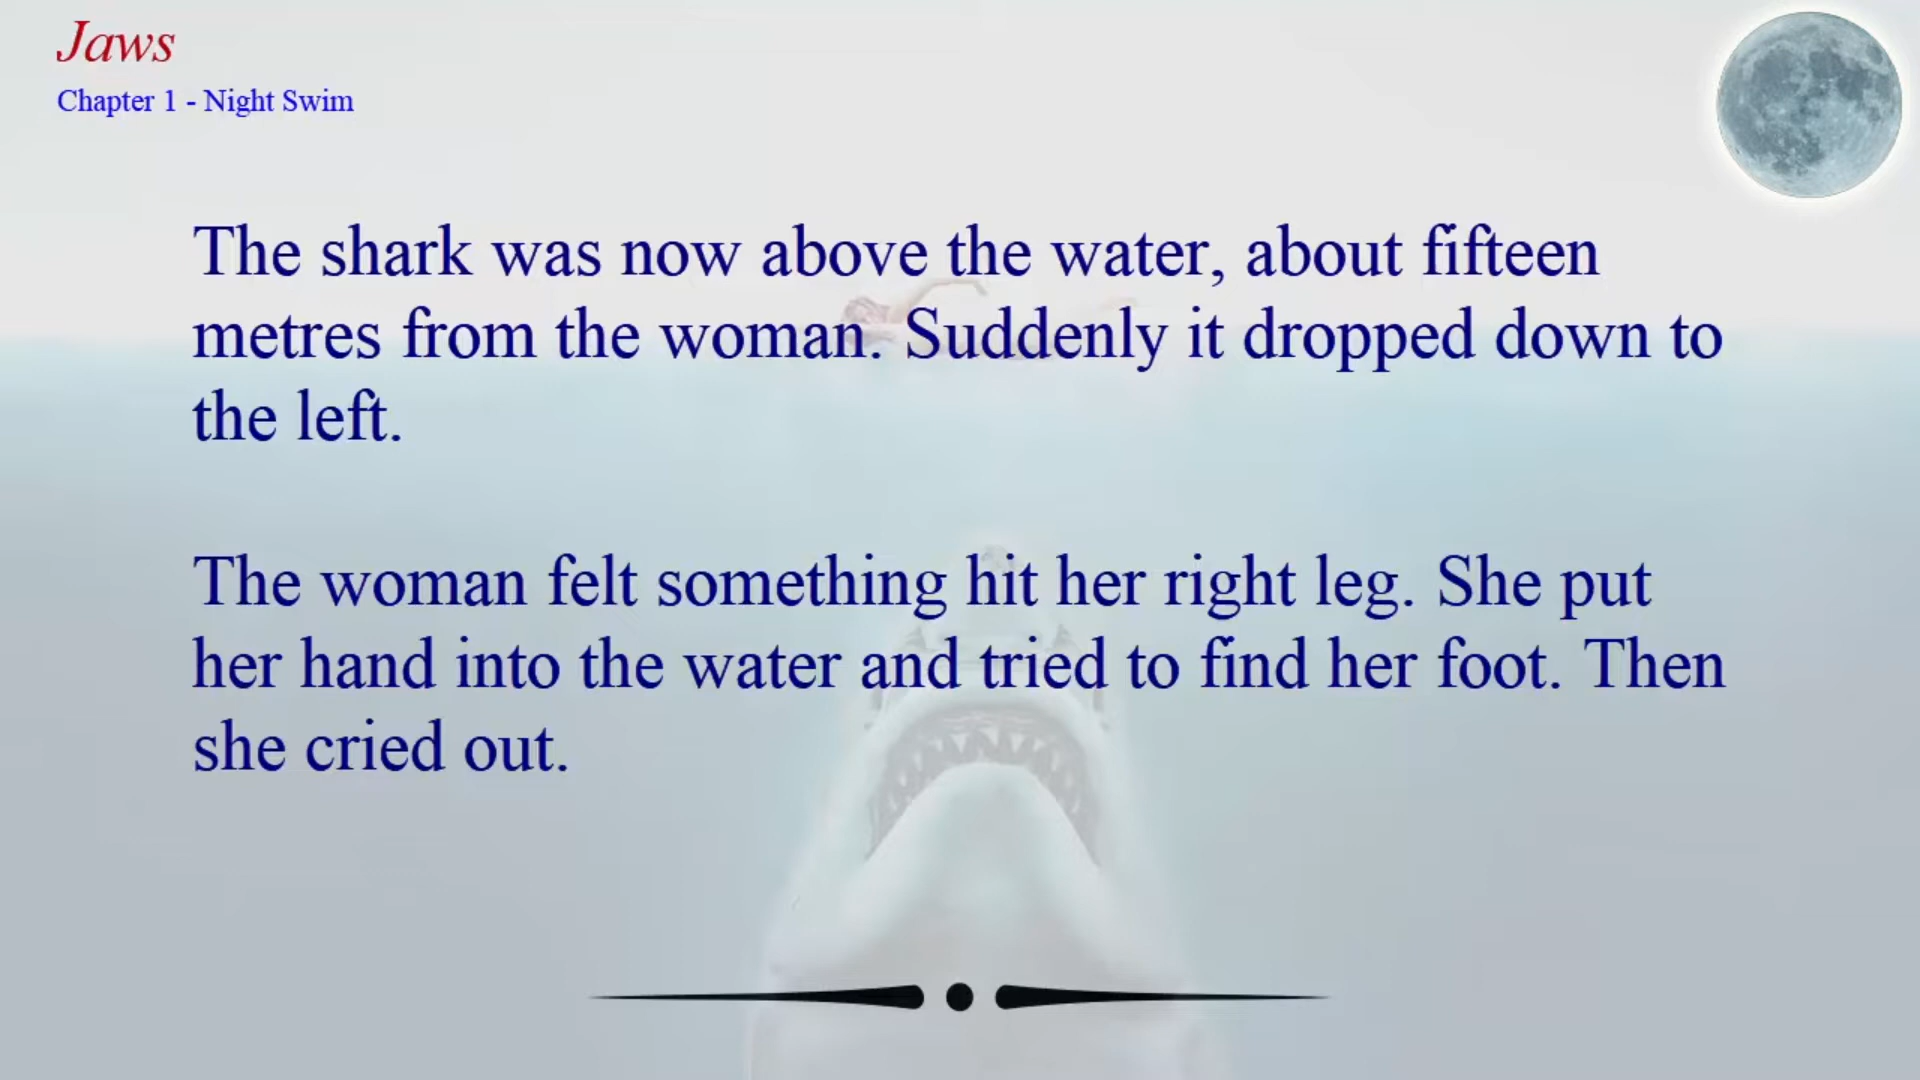 Jaws
Chapter 1 - Night Swim
The shark was now above the water, about fifteen
metres from the woman. Suddenly it dropped down to
the left.
The woman felt something hit her right leg. She put
her hand into the water and tried to find her foot. Then
she cried out.